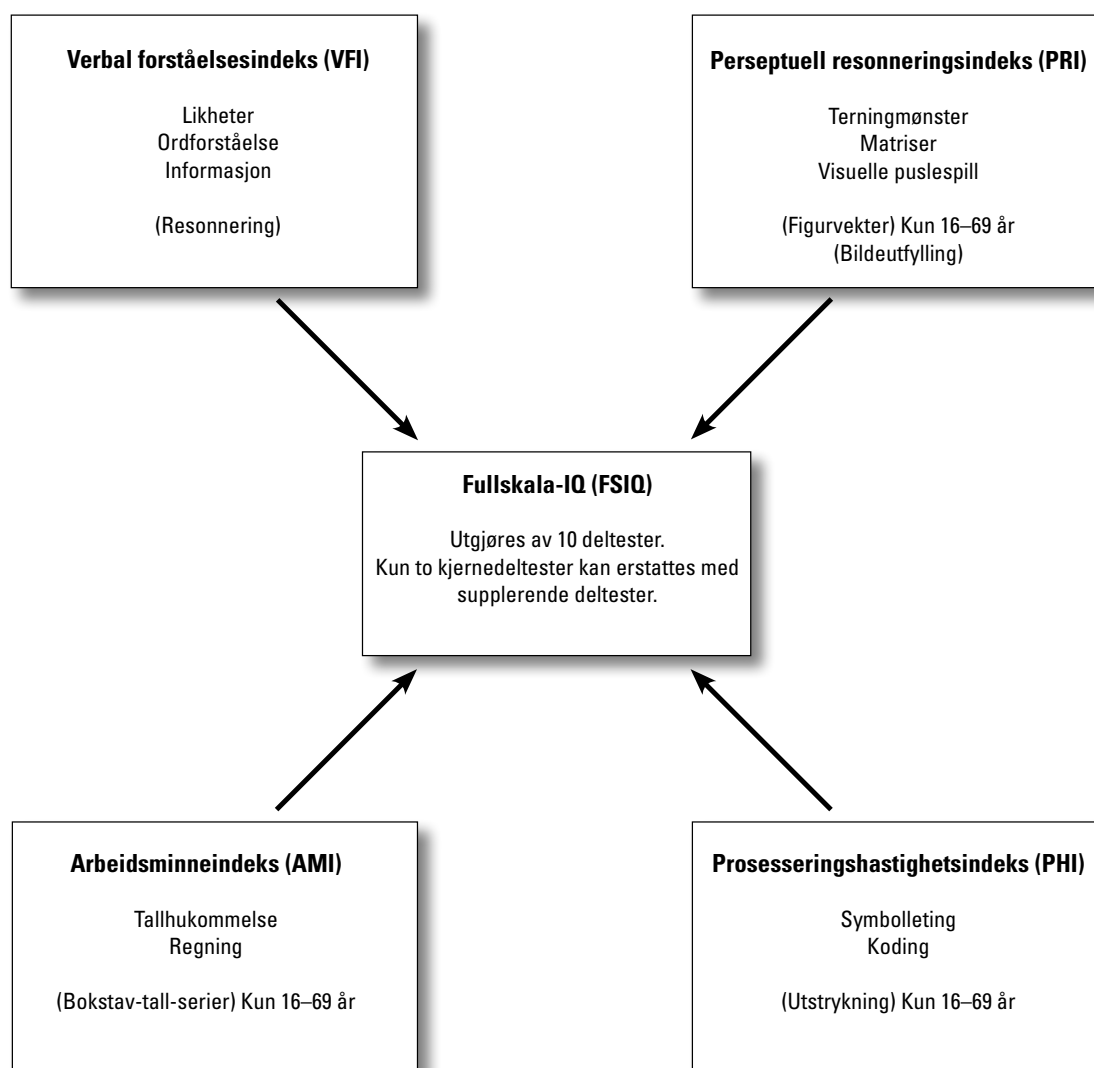 Verbal forståelsesindeks (VFI)
Likheter
Ordforståelse
Informasjon
(Resonnering)
Perseptuell resonneringsindeks (PRI)
Terningmønster
Matriser
Visuelle puslespill
(Figurvekter) Kun 16–69 år
(Bildeutfylling)
Fullskala-IQ (FSIQ)
Utgjøres av 10 deltester.
Kun to kjernedeltester kan erstattes med
supplerende deltester.
Arbeidsminneindeks (AMI)
Tallhukommelse
Regning
(Bokstav-tall-serier) Kun 16–69 år
Prosesseringshastighetsindeks (PHI)
Symbolleting
Koding
(Utstrykning) Kun 16–69 år